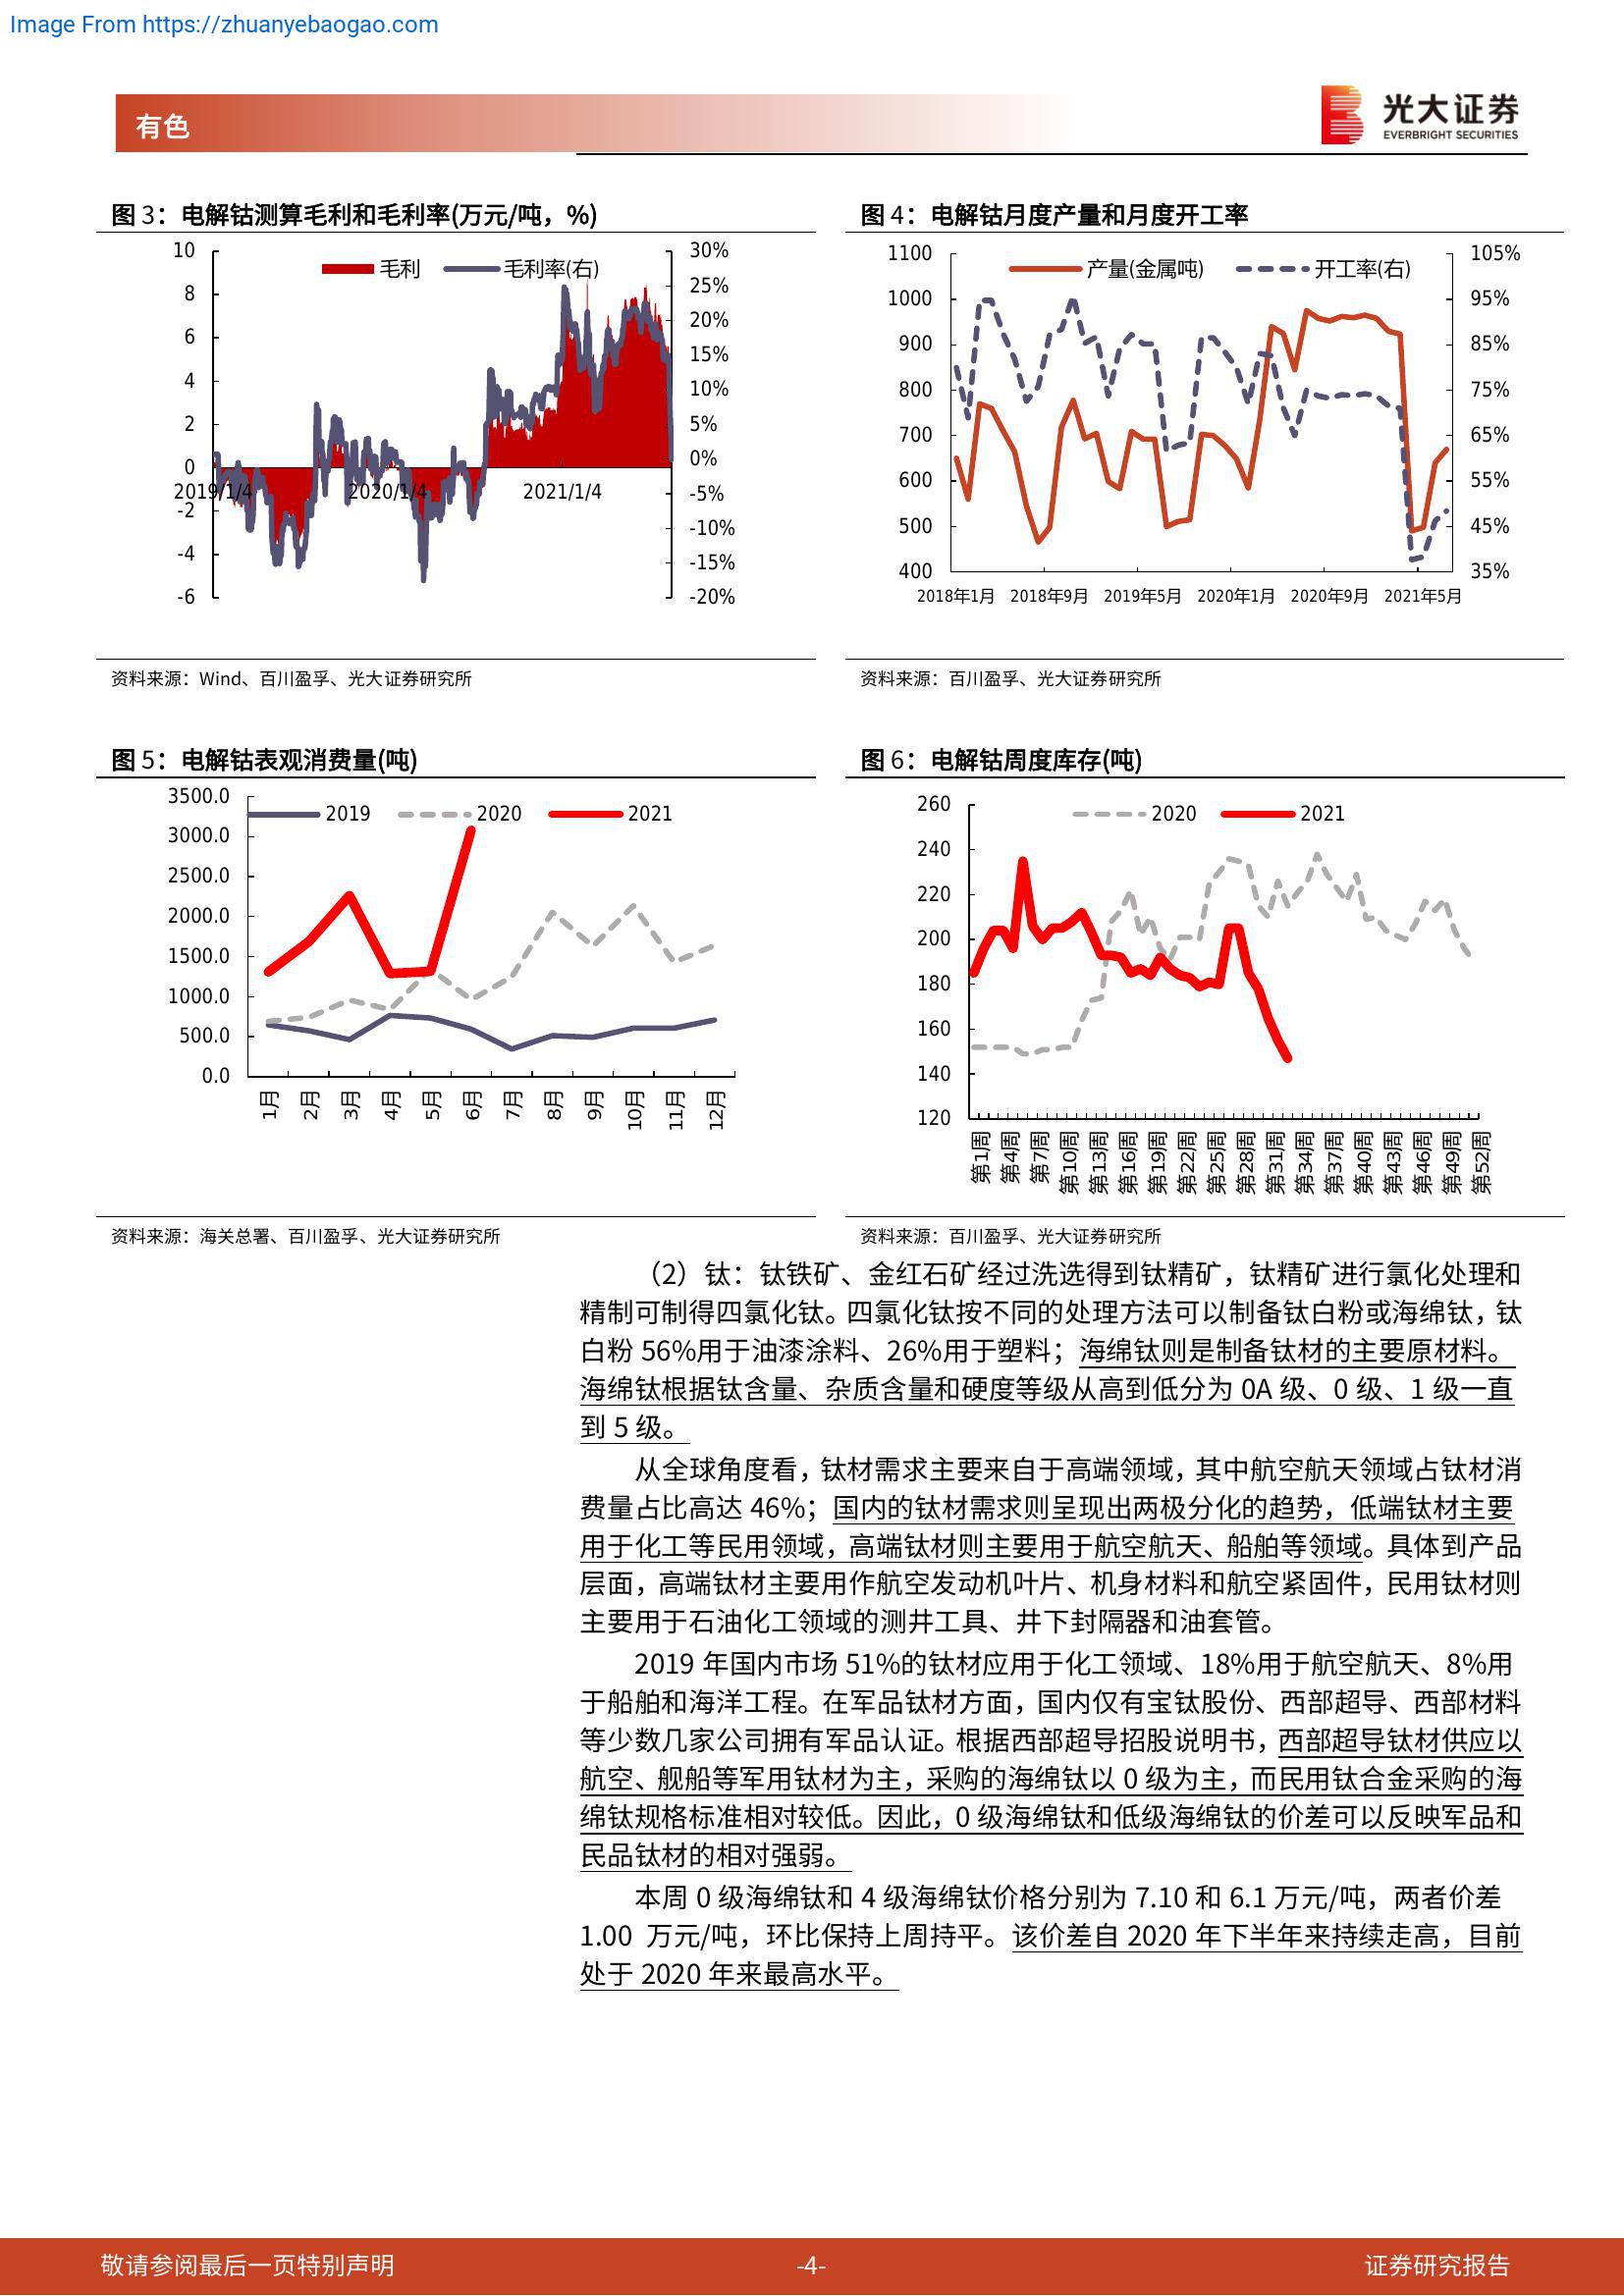 Image From https://zhuanyebaogao.com
有色
光大证券
EVERBRIGHT SECURITIES
图 3：电解钴测算毛利和毛利率(万元/吨，%)
毛利
毛利率(右)
10
8
6
4
2
0
-2
-4
-6
30%
25%
20%
15%
10%
5%
0%
-5%
-10%
-15%
-20%
2019/1/4
2020/1/4
2021/1/4
资料来源：Wind、百川盈孚、光大证券研究所
图 4：电解钴月度产量和月度开工率
产量(金属吨)
开工率(右)
1100
1000
900
800
700
600
500
400
105%
95%
85%
75%
65%
55%
45%
35%
2018年1月
2018年9月
2019年5月
2020年1月
2020年9月
2021年5月
资料来源：百川盈孚、光大证券研究所
图 5：电解钴表观消费量(吨)
2019
2020
2021
3500.0
3000.0
2500.0
2000.0
1500.0
1000.0
500.0
0.0
1月
2月
3月
4月
5月
6月
7月
8月
9月
10月
11月
12月
资料来源：海关总署、百川盈孚、光大证券研究所
图 6：电解钴周度库存(吨)
2020
2021
260
240
220
200
180
160
140
120
第1周
第4周
第7周
第10周
第13周
第16周
第19周
第22周
第25周
第28周
第31周
第34周
第37周
第40周
第43周
第46周
第49周
第52周
资料来源：百川盈孚、光大证券研究所
（2）钛：钛铁矿、金红石矿经过洗选得到钛精矿，钛精矿进行氯化处理和
精制可制得四氯化钛。四氯化钛按不同的处理方法可以制备钛白粉或海绵钛，钛
白粉 56%用于油漆涂料、26%用于塑料；海绵钛则是制备钛材的主要原材料。
海绵钛根据钛含量、杂质含量和硬度等级从高到低分为 0A 级、0 级、1 级一直
到 5 级。
从全球角度看，钛材需求主要来自于高端领域，其中航空航天领域占钛材消
费量占比高达 46%；国内的钛材需求则呈现出两极分化的趋势，低端钛材主要
用于化工等民用领域，高端钛材则主要用于航空航天、船舶等领域。具体到产品
层面，高端钛材主要用作航空发动机叶片、机身材料和航空紧固件，民用钛材则
主要用于石油化工领域的测井工具、井下封隔器和油套管。
2019 年国内市场 51%的钛材应用于化工领域、18%用于航空航天、8%用
于船舶和海洋工程。在军品钛材方面，国内仅有宝钛股份、西部超导、西部材料
等少数几家公司拥有军品认证。根据西部超导招股说明书，西部超导钛材供应以
航空、舰船等军用钛材为主，采购的海绵钛以 0 级为主，而民用钛合金采购的海
绵钛规格标准相对较低。因此，0 级海绵钛和低级海绵钛的价差可以反映军品和
民品钛材的相对强弱。
本周 0 级海绵钛和 4 级海绵钛价格分别为 7.10 和 6.1 万元/吨，两者价差
1.00 万元/吨，环比保持上周持平。该价差自 2020 年下半年来持续走高，目前
处于 2020 年来最高水平。
敬请参阅最后一页特别声明
-4-
证券研究报告